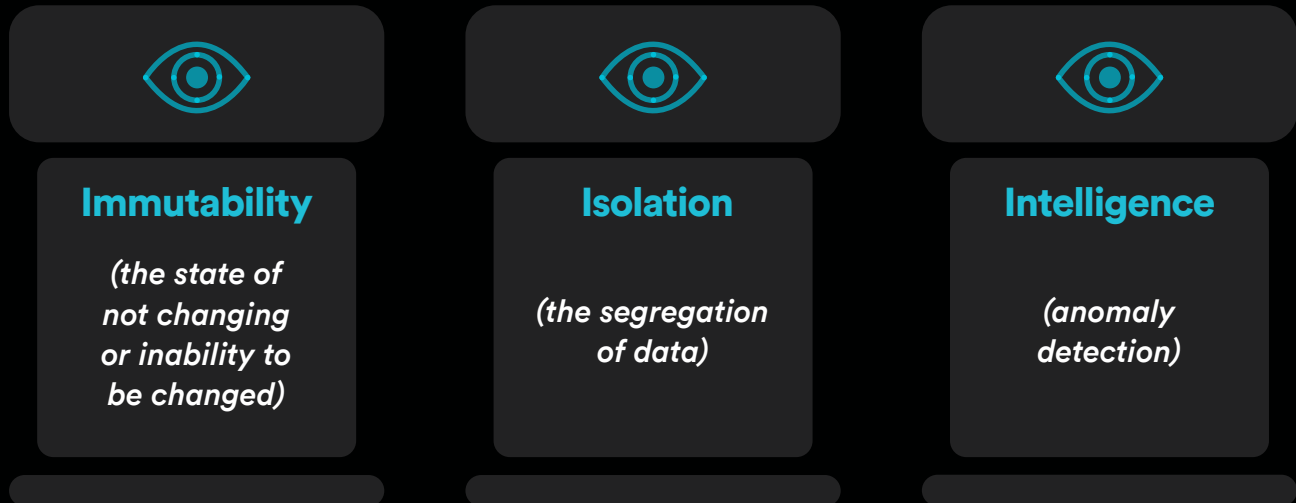 Immutability
(the state of
not changing
or inability to
be changed)
Isolation
(the segregation
of data)
Intelligence
(anomaly
detection)